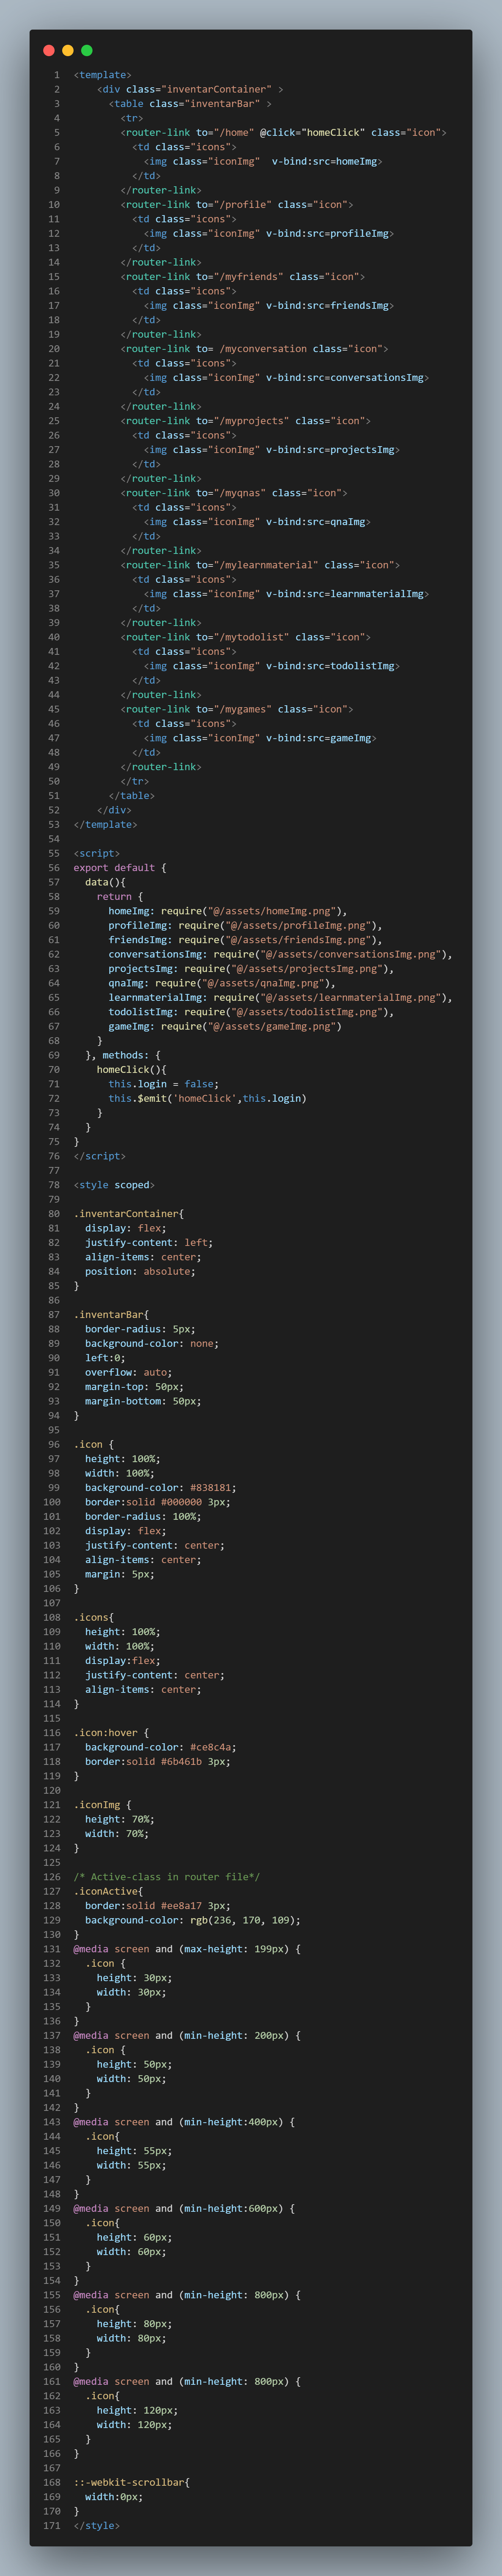 1 <template>
2     <div class="inventarContainer" >
3       <table class="inventarBar" >
4         <tr>
5         <router-link to="/home" @click="homeClick" class="icon">
6           <td class="icons">
7             <img class="iconImg"  v-bind:src=homeImg>
8           </td>
9         </router-link>
10         <router-link to="/profile" class="icon">
11           <td class="icons">
12             <img class="iconImg" v-bind:src=profileImg>
13           </td>
14         </router-link>
15         <router-link to="/myfriends" class="icon">
16           <td class="icons">
17             <img class="iconImg" v-bind:src=friendsImg>
18           </td>
19         </router-link>
20         <router-link to= /myconversation class="icon">
21           <td class="icons">
22             <img class="iconImg" v-bind:src=conversationsImg>
23           </td>
24         </router-link>
25         <router-link to="/myprojects" class="icon">
26           <td class="icons">
27             <img class="iconImg" v-bind:src=projectsImg>
28           </td>
29         </router-link>
30         <router-link to="/myqnas" class="icon">
31           <td class="icons">
32             <img class="iconImg" v-bind:src=qnaImg>
33           </td>
34         </router-link>
35         <router-link to="/mylearnmaterial" class="icon">
36           <td class="icons">
37             <img class="iconImg" v-bind:src=learnmaterialImg>
38           </td>
39         </router-link>
40         <router-link to="/mytodolist" class="icon">
41           <td class="icons">
42             <img class="iconImg" v-bind:src=todolistImg>
43           </td>
44         </router-link>
45         <router-link to="/mygames" class="icon">
46           <td class="icons">
47             <img class="iconImg" v-bind:src=gameImg>
48           </td>
49         </router-link>
50         </tr>
51       </table>
52     </div>
53 </template>
54
55 <script>
56 export default {
57   data(){
58     return {
59       homeImg: require("@/assets/homeImg.png"),
60       profileImg: require("@/assets/profileImg.png"),
61       friendsImg: require("@/assets/friendsImg.png"),
62       conversationsImg: require("@/assets/conversationsImg.png"),
63       projectsImg: require("@/assets/projectsImg.png"),
64       qnaImg: require("@/assets/qnaImg.png"),
65       learnmaterialImg: require("@/assets/learnmaterialImg.png"),
66       todolistImg: require("@/assets/todolistImg.png"),
67       gameImg: require("@/assets/gameImg.png")
68     }
69   }, methods: {
70     homeClick(){
71       this.login = false;
72       this.$emit('homeClick',this.login)
73     }
74   }
75 }
76 </script>
77
78 <style scoped>
79
80 .inventarContainer{
81   display: flex;
82   justify-content: left;
83   align-items: center;
84   position: absolute;
85 }
86
87 .inventarBar{
88   border-radius: 5px;
89   background-color: none;
90   left:0;
91   overflow: auto;
92   margin-top: 50px;
93   margin-bottom: 50px;
94 }
95
96 .icon {
97   height: 100%;
98   width: 100%;
99   background-color: #838181;
100   border:solid #000000 3px;
101   border-radius: 100%;
102   display: flex;
103   justify-content: center;
104   align-items: center;
105   margin: 5px;
106 }
107
108 .icons{
109   height: 100%;
110   width: 100%;
111   display:flex;
112   justify-content: center;
113   align-items: center;
114 }
115
116 .icon:hover {
117   background-color: #ce8c4a;
118   border:solid #6b461b 3px;
119 }
120
121 .iconImg {
122   height: 70%;
123   width: 70%;
124 }
125
126 /* Active-class in router file*/
127 .iconActive{
128   border:solid #ee8a17 3px;
129   background-color: rgb(236, 170, 109);
130 }
131 @media screen and (max-height: 199px) {
132   .icon {
133     height: 30px;
134     width: 30px;
135   }
136 }
137 @media screen and (min-height: 200px) {
138   .icon {
139     height: 50px;
140     width: 50px;
141   }
142 }
143 @media screen and (min-height:400px) {
144   .icon{
145     height: 55px;
146     width: 55px;
147   }
148 }
149 @media screen and (min-height:600px) {
150   .icon{
151     height: 60px;
152     width: 60px;
153   }
154 }
155 @media screen and (min-height: 800px) {
156   .icon{
157     height: 80px;
158     width: 80px;
159   }
160 }
161 @media screen and (min-height: 800px) {
162   .icon{
163     height: 120px;
164     width: 120px;
165   }
166 }
167
168 ::-webkit-scrollbar{
169   width:0px;
170 }
171 </style>